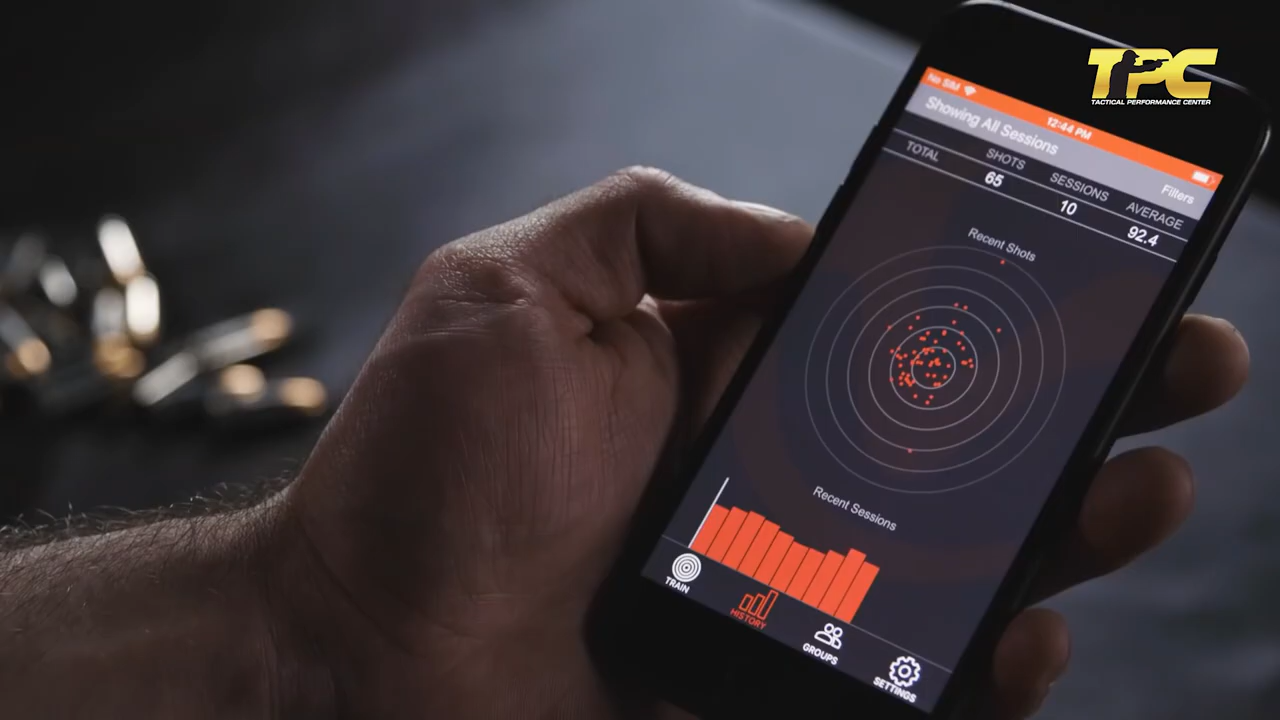 TPC
TACTICAL PERFORMANCE CENTER
No SIM 12:44 PM
Showing All Sessions
Filters
TOTAL SHOTS SESSIONS AVERAGE
65 10 92.4
Recent Shots
Recent Sessions
TRAIN HISTORY GROUPS SETTINGS